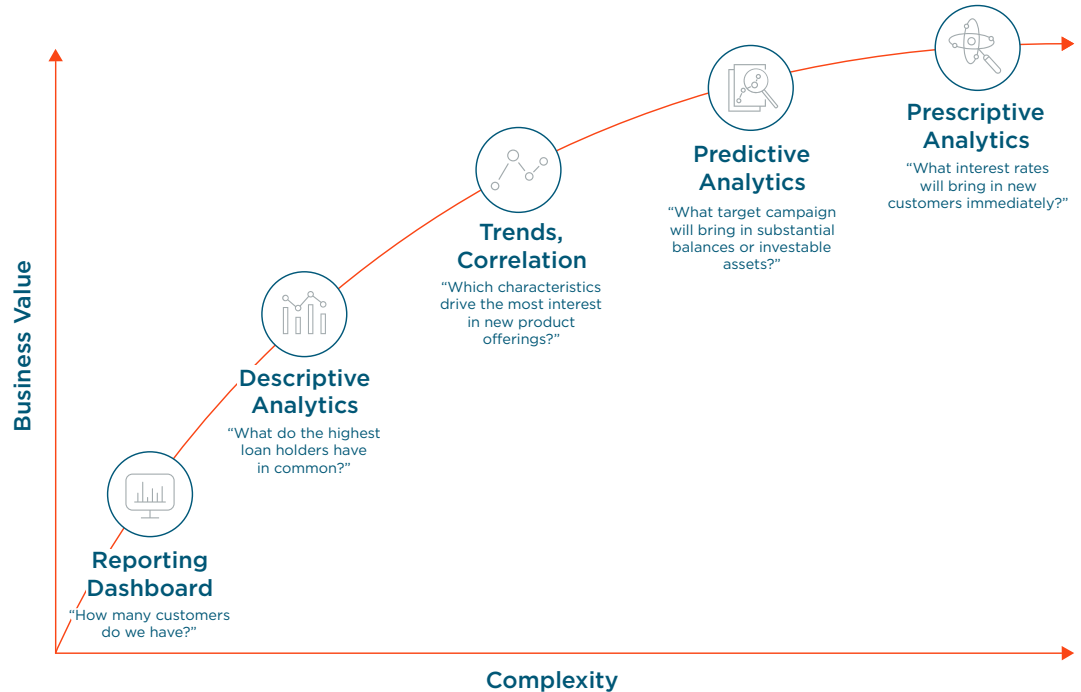 Prescriptive
Analytics
“What interest rates
will bring in new
customers immediately?”
Predictive
Analytics
“What target campaign
will bring in substantial
balances or investable
assets?”
Trends,
Correlation
“Which characteristics
drive the most interest
in new product
offerings?”
Descriptive
Analytics
“What do the highest
loan holders have
in common?”
Reporting
Dashboard
“How many customers
do we have?”
Business Value
Complexity